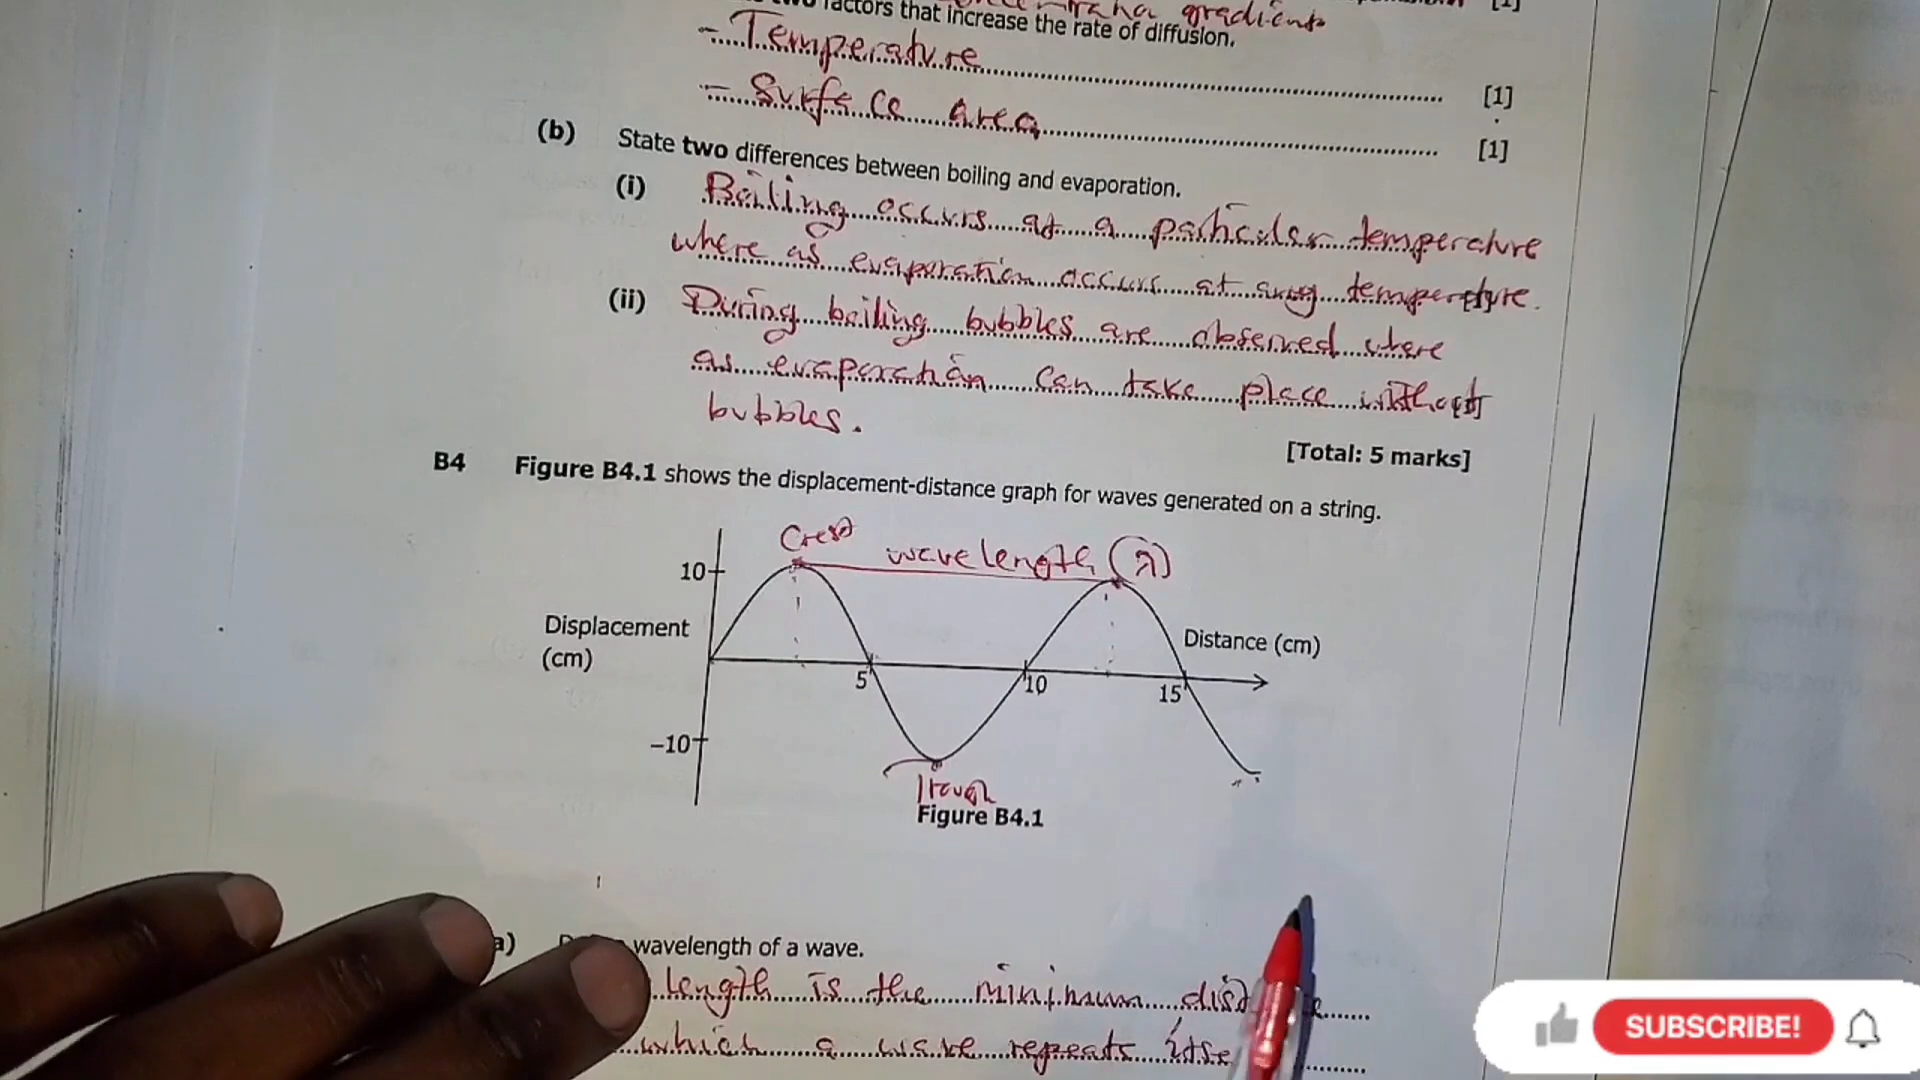 gradient [1]
factors that increase the rate of diffusion.
- Temperature [1]
- Surface area [1]
(b) State two differences between boiling and evaporation.
(i) Boiling occurs at a particular temperature
where as evaporation occurs at any temperature.
(ii) During boiling bubbles are observed where
as evaporation can take place without
bubbles.
[Total: 5 marks]
B4 Figure B4.1 shows the displacement-distance graph for waves generated on a string.
Crest
wavelength (λ)
10
Displacement
(cm)
Distance (cm)
5 10 15
-10
Trough
Figure B4.1
a) wavelength of a wave.
length is the minimum
which a wave repeats
SUBSCRIBE!